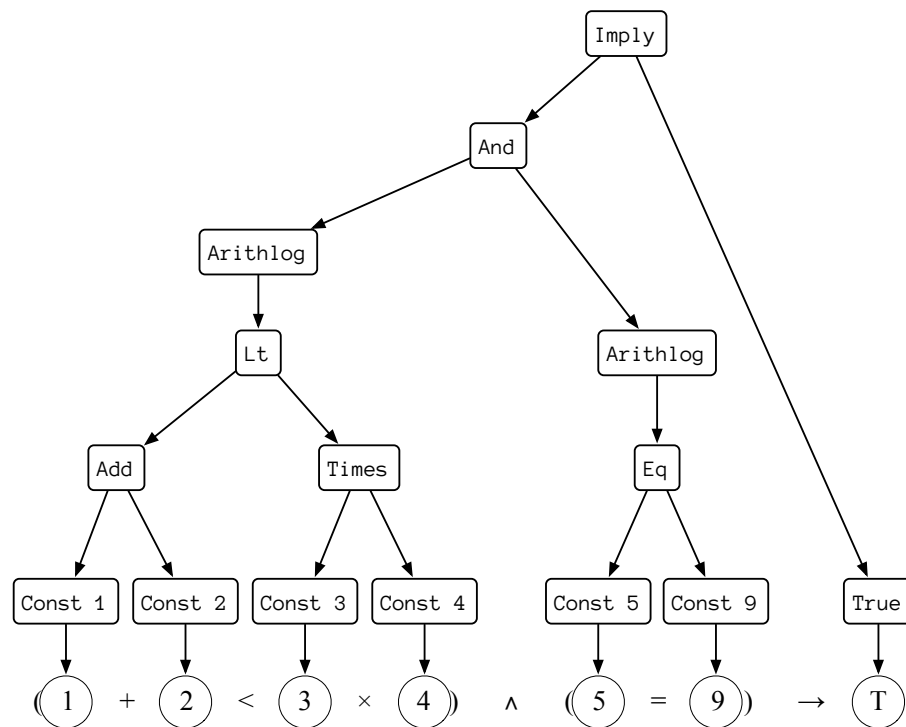 Imply
And
Arithlog
Lt Arithlog
Add Times Eq
Const 1 Const 2 Const 3 Const 4 Const 5 Const 9 True
(1 + 2 < 3 × 4) ∧ (5 = 9) → T